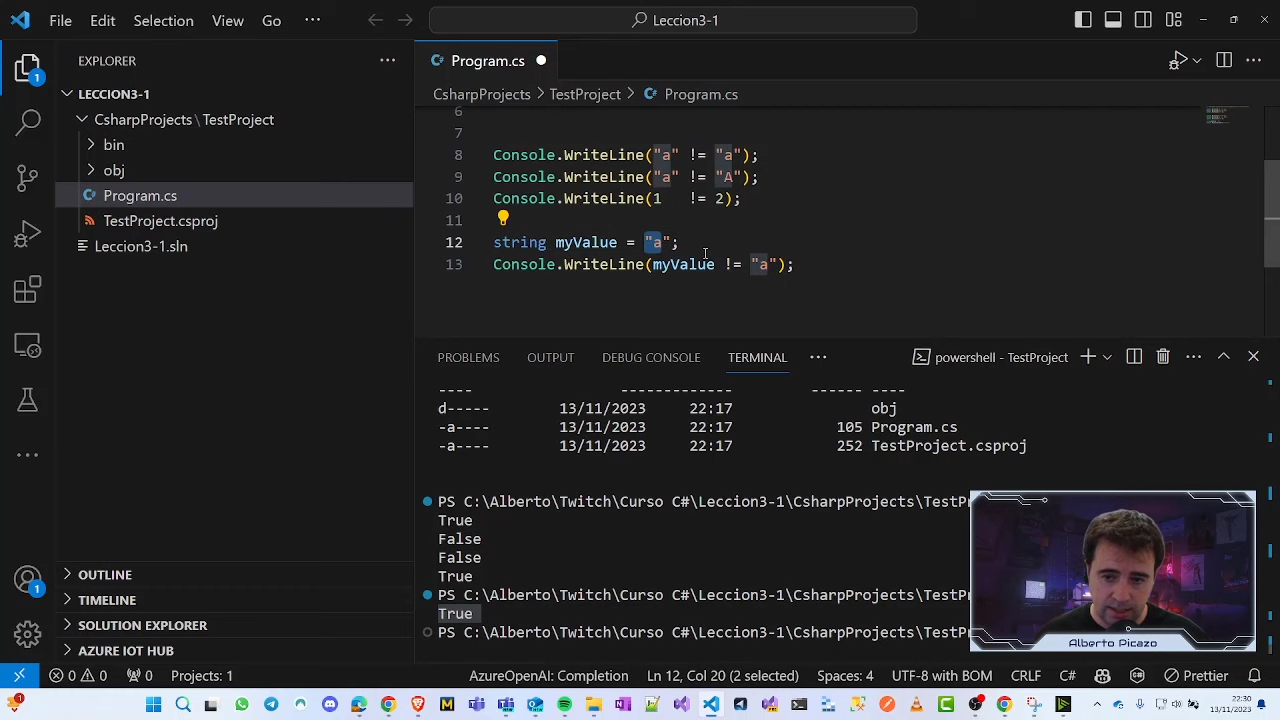 File Edit Selection View Go ··· Leccion3-1
EXPLORER ···
LECCION3-1
CsharpProjects \ TestProject
bin
obj
Program.cs
TestProject.csproj
Leccion3-1.sln
OUTLINE
TIMELINE
SOLUTION EXPLORER
AZURE IOT HUB
1
1
C# Program.cs
CsharpProjects > TestProject > C# Program.cs
6
7
8 Console.WriteLine("a" != "a");
9 Console.WriteLine("a" != "A");
10 Console.WriteLine(1 != 2);
11
12 string myValue = "a";
13 Console.WriteLine(myValue != "a");
PROBLEMS OUTPUT DEBUG CONSOLE TERMINAL ··· powershell - TestProject
---- ------------- ------ ----
d----- 13/11/2023 22:17 obj
-a---- 13/11/2023 22:17 105 Program.cs
-a---- 13/11/2023 22:17 252 TestProject.csproj
PS C:\Alberto\Twitch\Curso C#\Leccion3-1\CsharpProjects\TestPr
True
False
False
True
PS C:\Alberto\Twitch\Curso C#\Leccion3-1\CsharpProjects\TestPr
True
PS C:\Alberto\Twitch\Curso C#\Leccion3-1\CsharpProjects\TestPr
Alberto Picazo
0 0 0 Projects: 1 AzureOpenAI: Completion Ln 12, Col 20 (2 selected) Spaces: 4 UTF-8 with BOM CRLF C# Prettier
22:30
13/11/2023